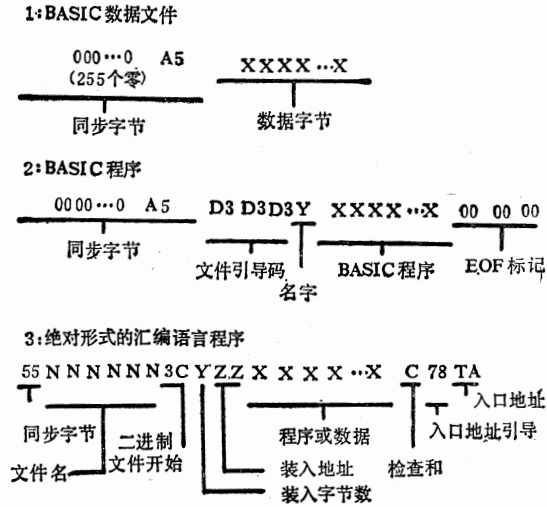 1:BASIC数据文件
000…0 A5 XXXX…X
(255个零)
同步字节 数据字节
2:BASIC程序
0000…0 A5 D3 D3D3Y XXXX…X 00 00 00
同步字节 文件引导码 BASIC程序 EOF标记
名字
3:绝对形式的汇编语言程序
55 N N N N N N 3C Y Z Z X X X X…X C 78 TA
入口地址
同步字节 二进制 程序或数据 入口地址引导
文件名 文件开始 装入地址 检查和
装入字节数